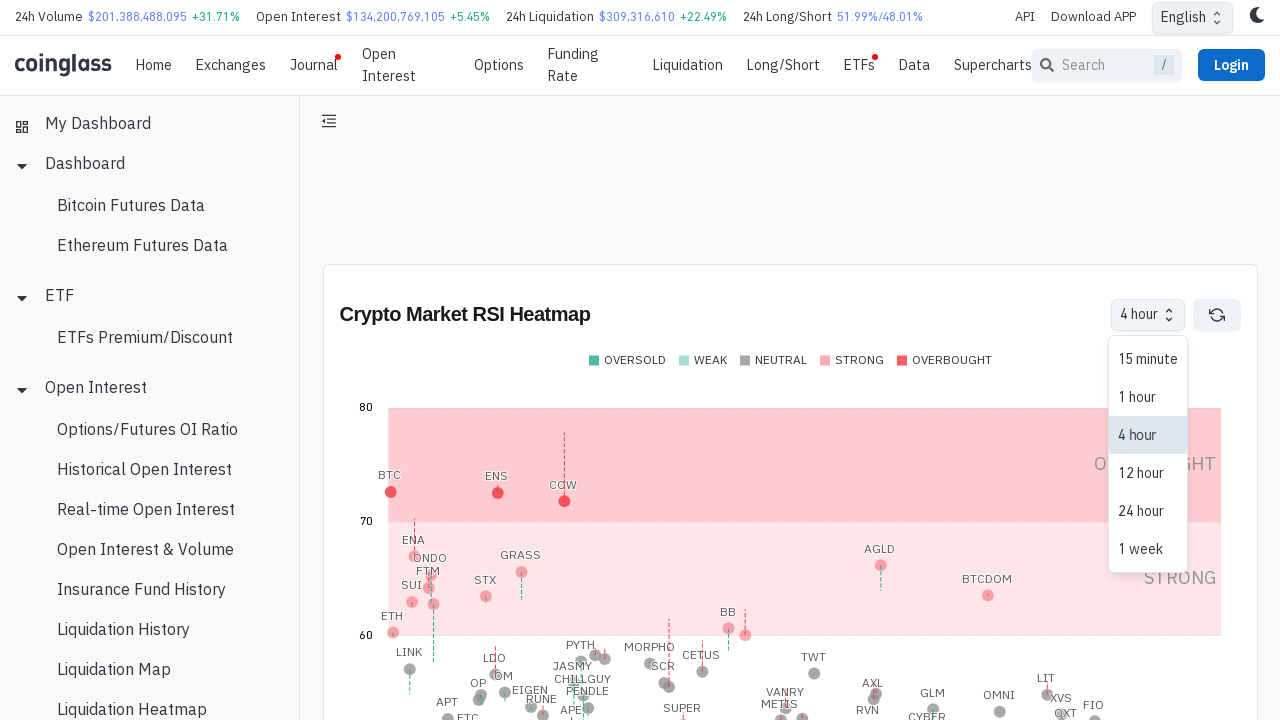 24h Volume $201,388,488,095 +31.71% Open Interest $134,200,769,105 +5.45% 24h Liquidation $309,316,610 +22.49% 24h Long/Short 51.99%/48.01% API Download APP English
coinglass Home Exchanges Journal Open Interest Options Funding Rate Liquidation Long/Short ETFs Data Supercharts Search / Login
My Dashboard
Dashboard
Bitcoin Futures Data
Ethereum Futures Data
ETF
ETFs Premium/Discount
Open Interest
Options/Futures OI Ratio
Historical Open Interest
Real-time Open Interest
Open Interest & Volume
Insurance Fund History
Liquidation History
Liquidation Map
Liquidation Heatmap
Crypto Market RSI Heatmap 4 hour
15 minute
1 hour
4 hour
12 hour
24 hour
1 week
OVERSOLD WEAK NEUTRAL STRONG OVERBOUGHT
80
BTC ENS
COW
70
ENA
ONDO GRASS AGLD
FTM
SUI STX BTCDOM
STRONG
ETH BB
60
LINK PYTH MORPHO CETUS TWT
LDO JASMY SCR
OM CHILLGUY LIT
OP EIGEN PENDLE VANRY AXL GLM OMNI
APT RUNE APE SUPER METIS RVN XVS FIO
ETC CYBER OXT